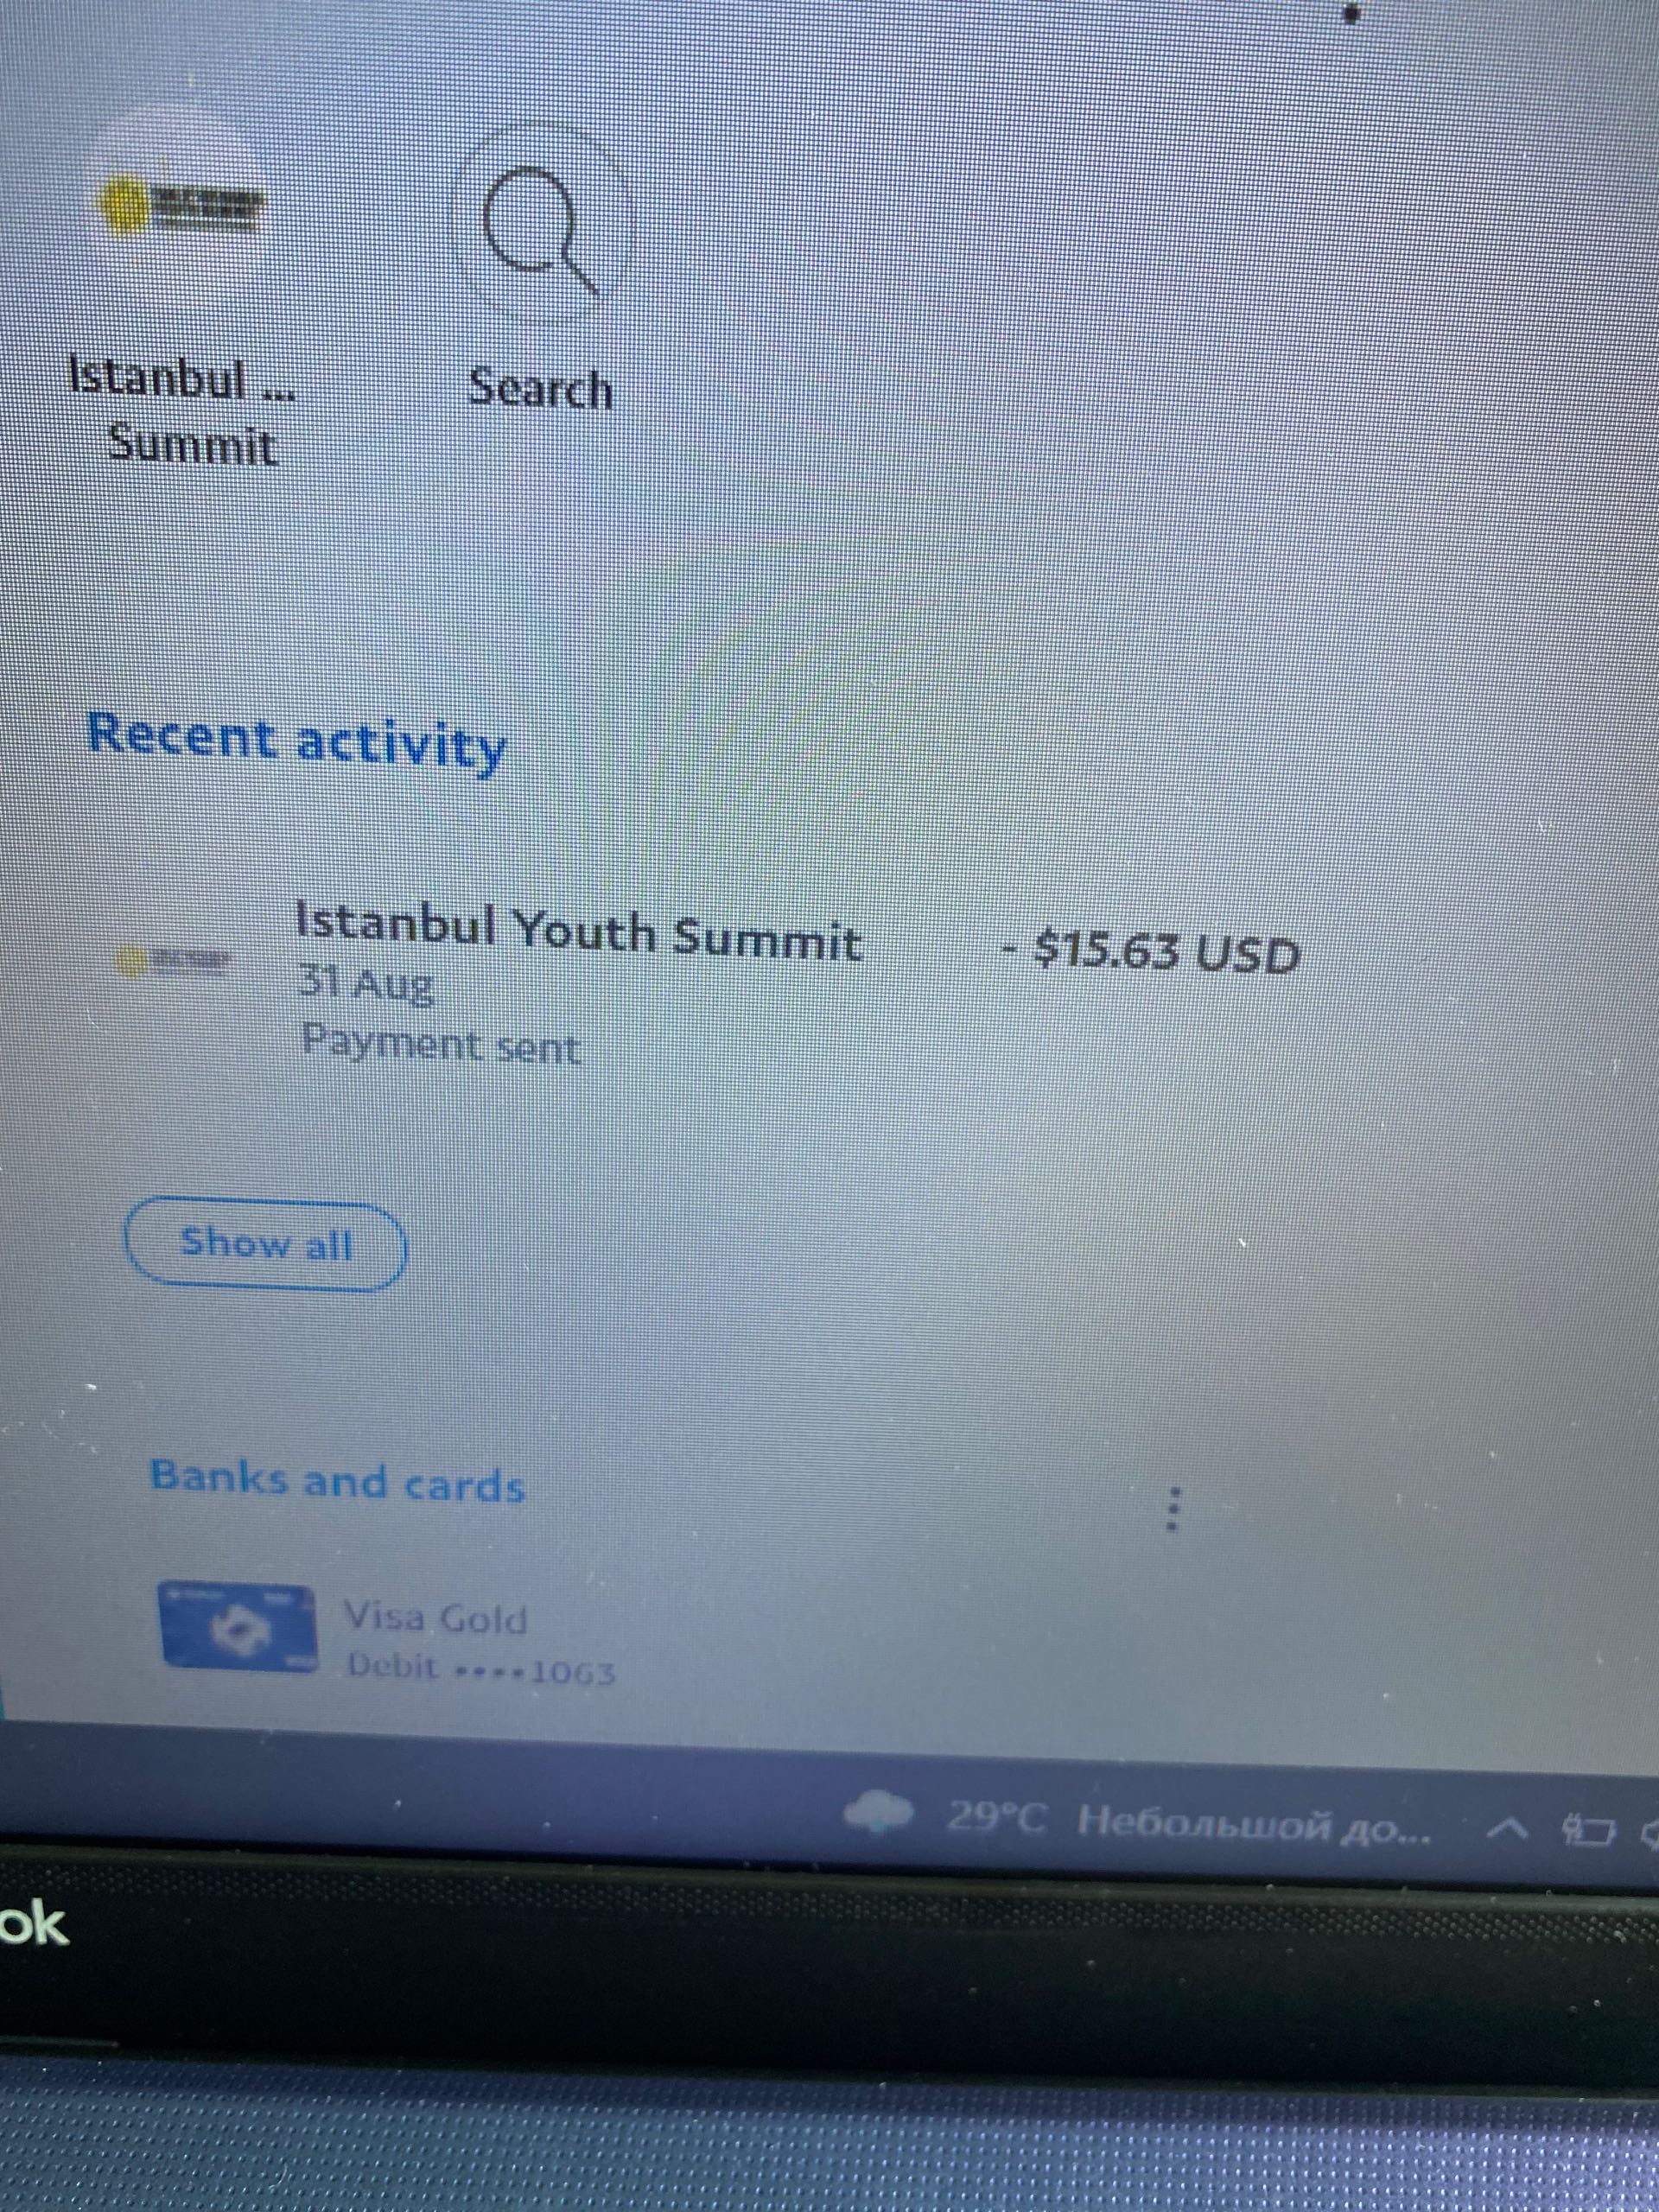 Istanbul ...
Summit
Search
Recent activity
Istanbul Youth Summit
- $15.63 USD
31 Aug
Payment sent
Show all
Banks and cards
Visa Gold
Debit ••••1063
29°C Небольшой до...
ok